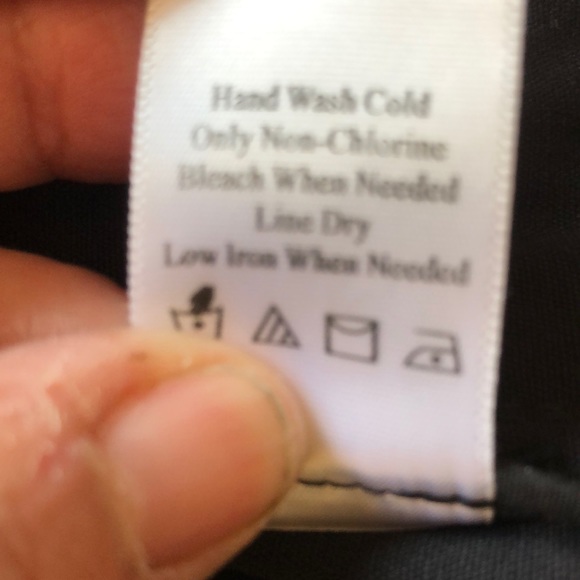 Hand Wash Cold
Only Non-Chlorine
Bleach When Needed
Line Dry
Low Iron When Needed